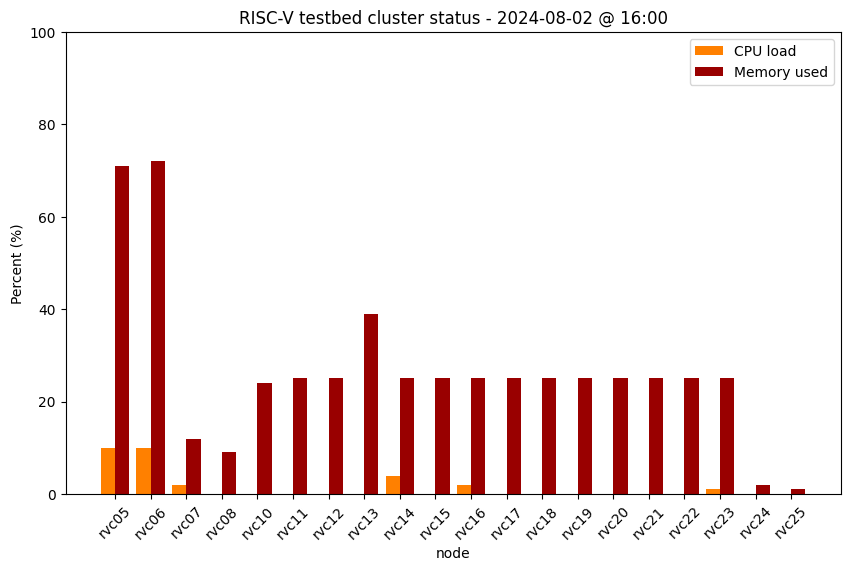 RISC-V testbed cluster status - 2024-08-02 @ 16:00
CPU load
Memory used
Percent (%)
100
80
60
40
20
0
rvc05 rvc06 rvc07 rvc08 rvc10 rvc11 rvc12 rvc13 rvc14 rvc15 rvc16 rvc17 rvc18 rvc19 rvc20 rvc21 rvc22 rvc23 rvc24 rvc25
node